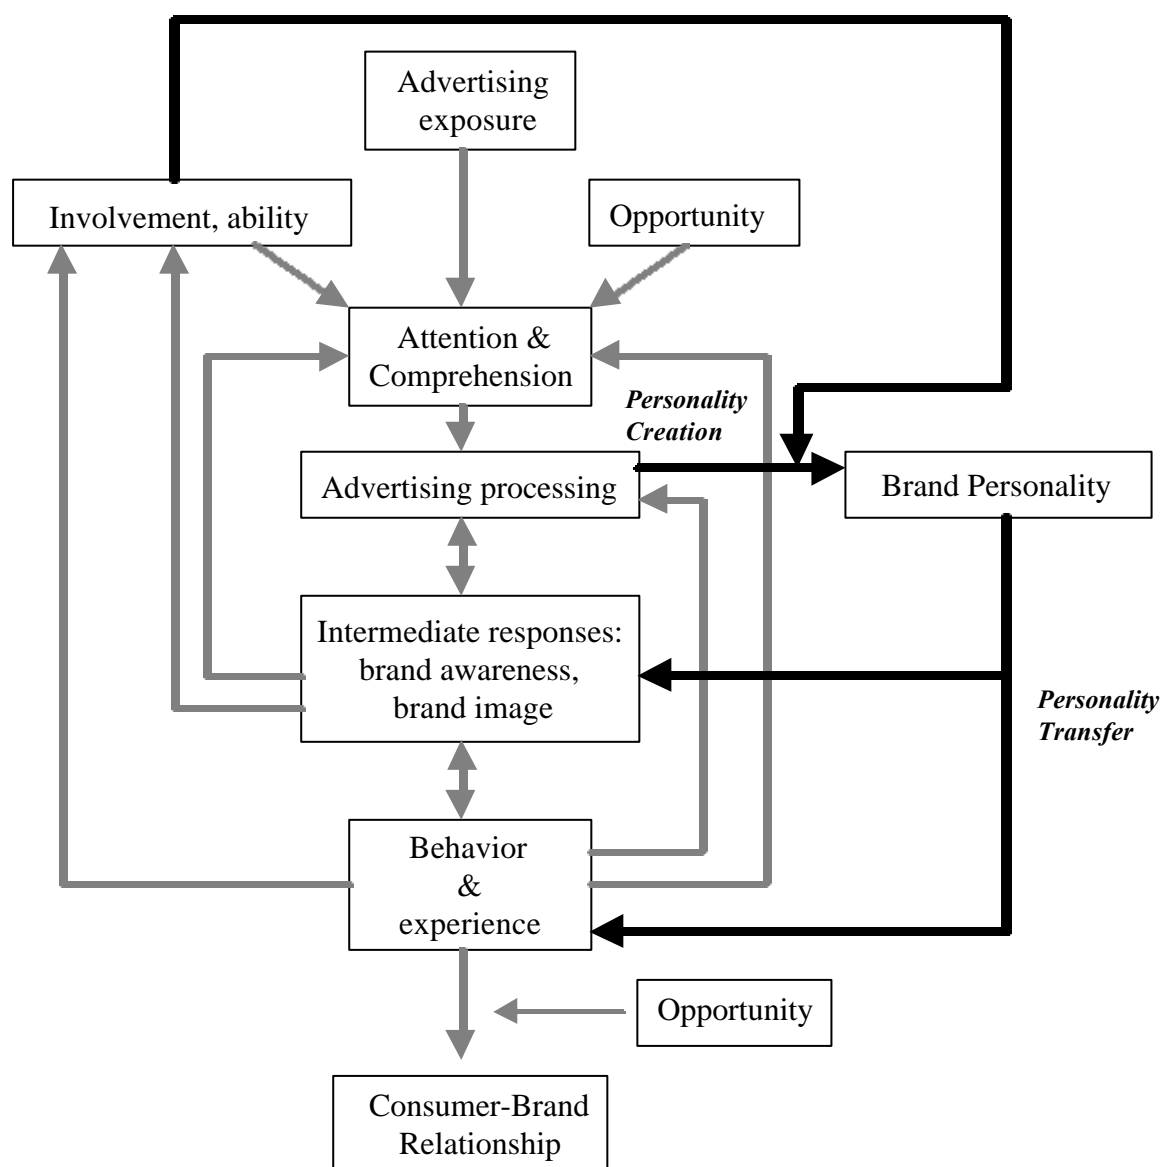 Advertising
exposure
Involvement, ability
Opportunity
Attention &
Comprehension
Personality
Creation
Advertising processing
Brand Personality
Intermediate responses:
brand awareness,
brand image
Personality
Transfer
Behavior
&
experience
Opportunity
Consumer-Brand
Relationship